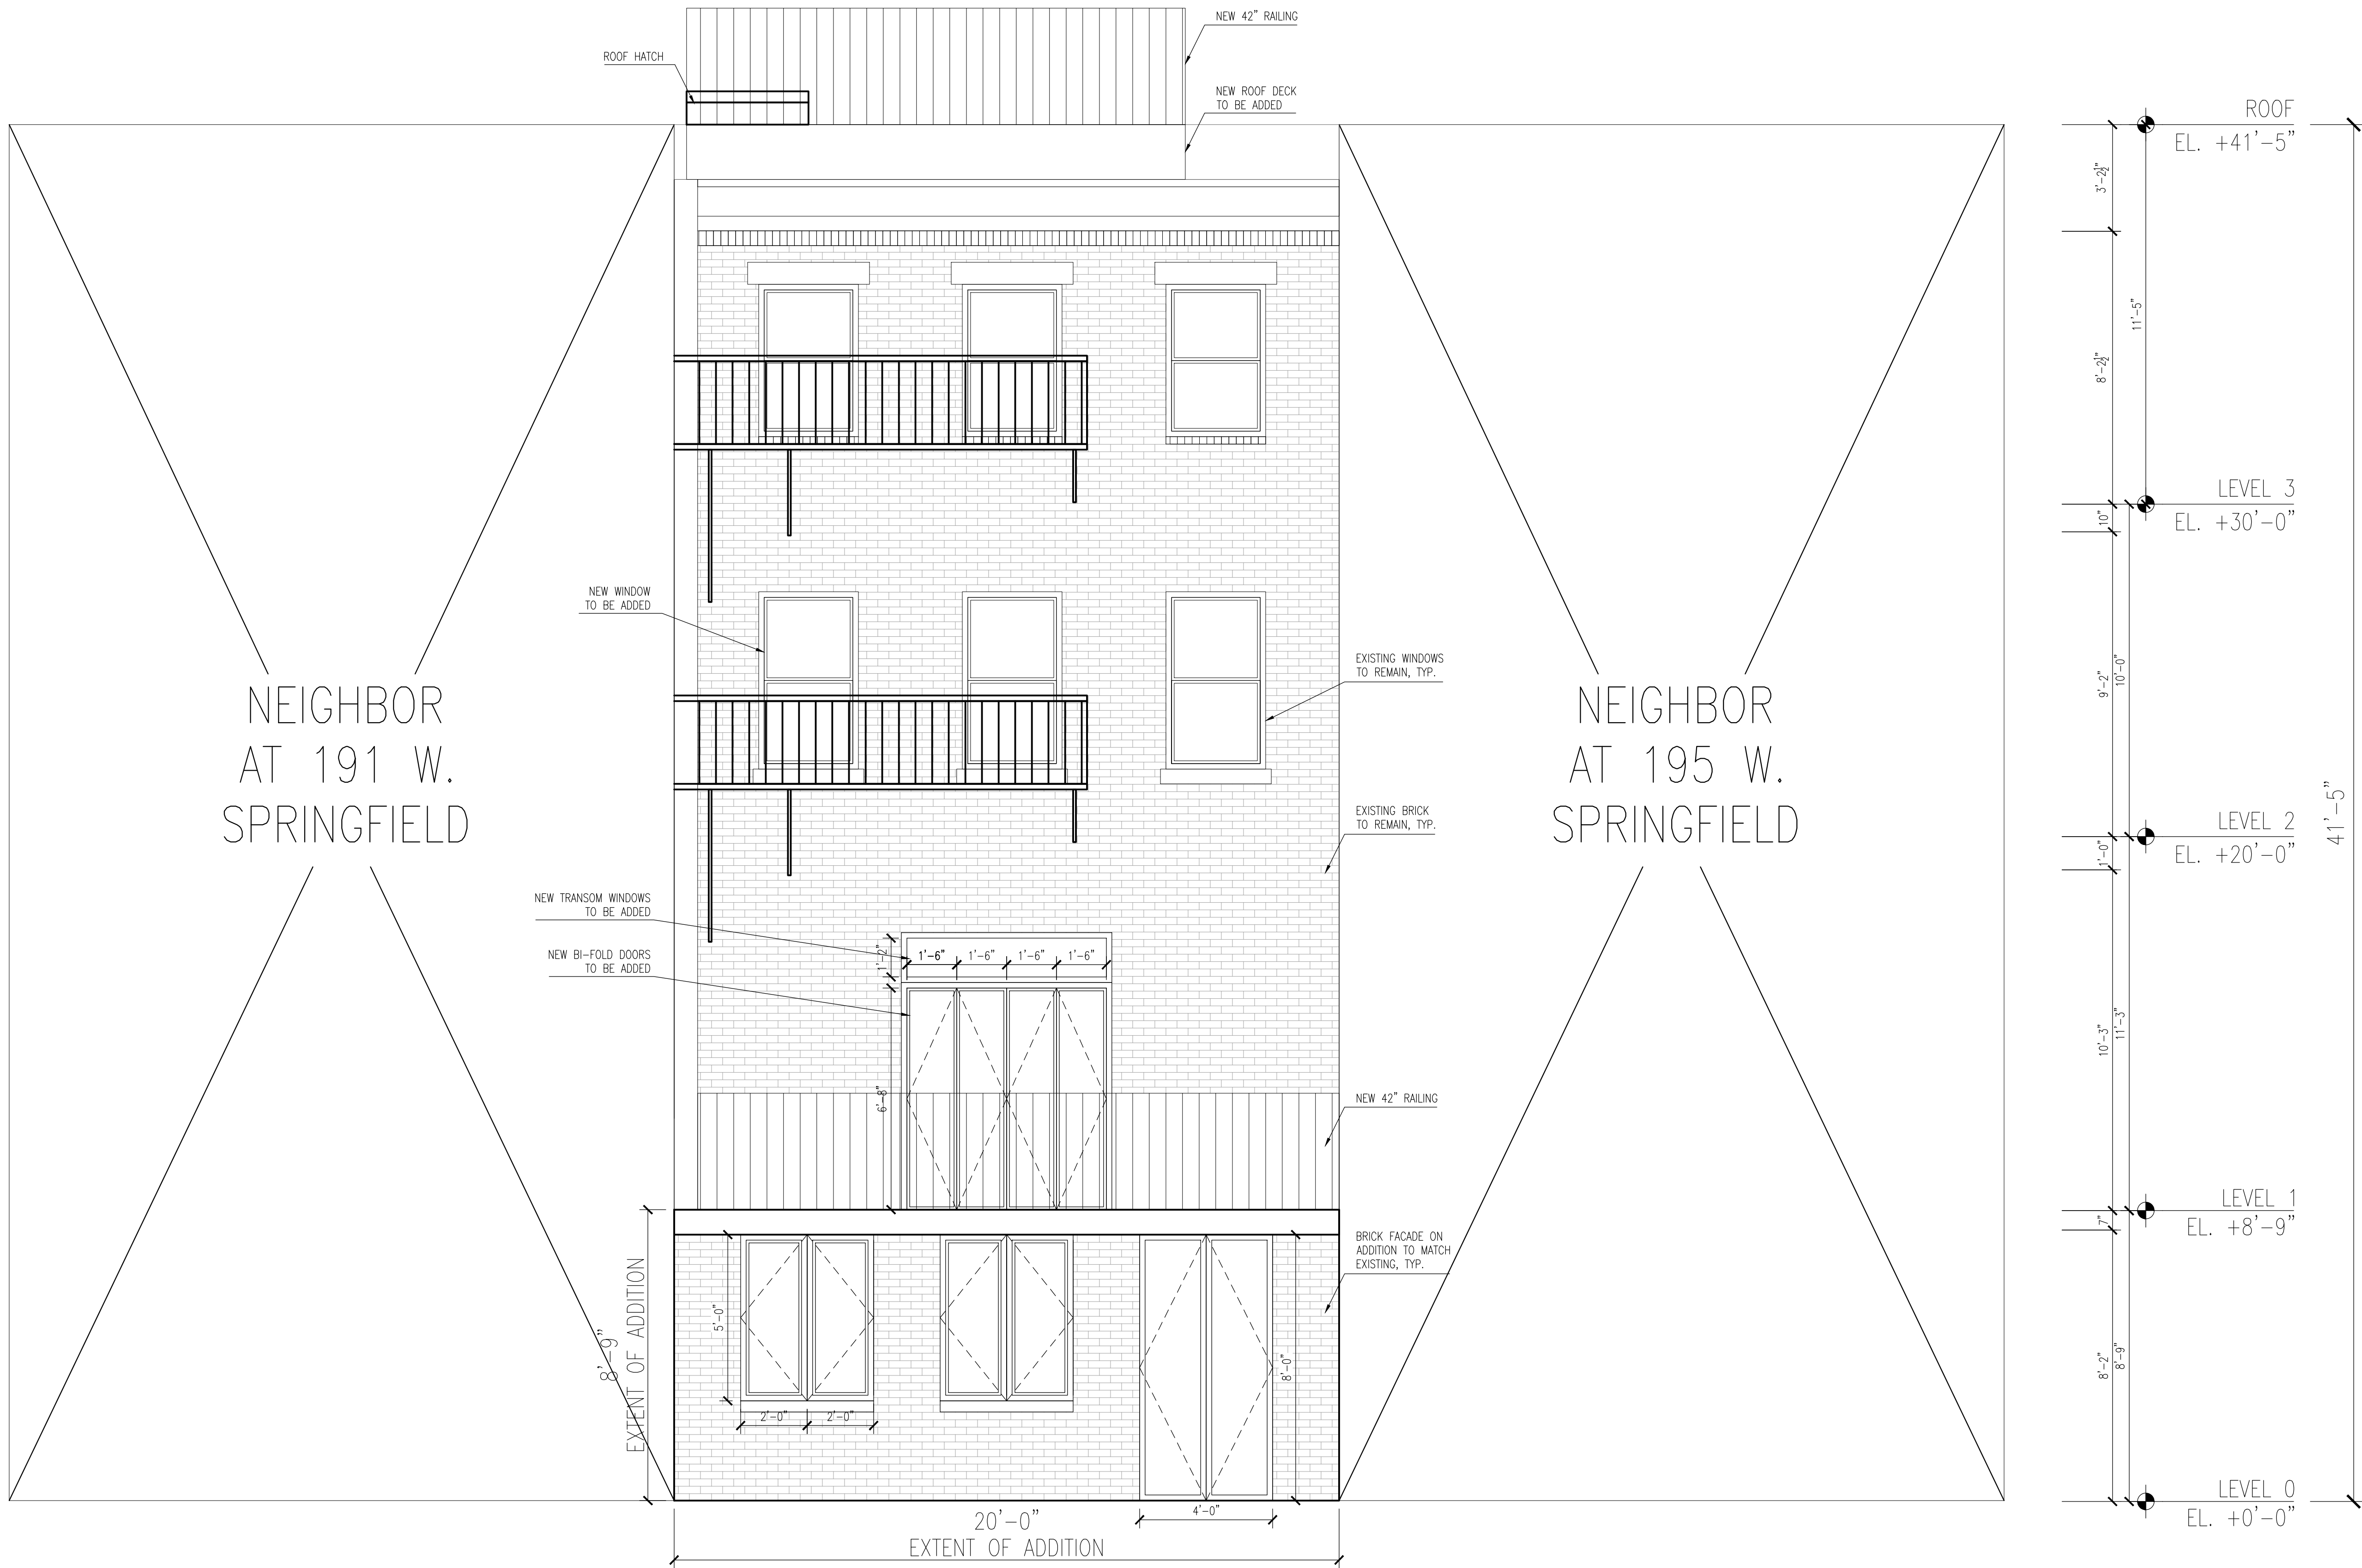 NEW 42" RAILING
ROOF HATCH
NEW ROOF DECK
TO BE ADDED
ROOF
EL. +41'-5"
3'-2½"
11'-5"
8'-2½"
LEVEL 3
EL. +30'-0"
10"
NEW WINDOW
TO BE ADDED
EXISTING WINDOWS
TO REMAIN, TYP.
9'-2"
10'-0"
NEIGHBOR
AT 191 W.
SPRINGFIELD
NEIGHBOR
AT 195 W.
SPRINGFIELD
41'-5"
EXISTING BRICK
TO REMAIN, TYP.
LEVEL 2
EL. +20'-0"
1'-0"
NEW TRANSOM WINDOWS
TO BE ADDED
1'-2"
1'-6" 1'-6" 1'-6" 1'-6"
NEW BI-FOLD DOORS
TO BE ADDED
6'-8"
10'-3"
11'-3"
NEW 42" RAILING
LEVEL 1
EL. +8'-9"
7"
BRICK FACADE ON
ADDITION TO MATCH
EXISTING, TYP.
8'-9"
EXTENT OF ADDITION
5'-0"
2'-0" 2'-0"
8'-0"
8'-2"
8'-9"
LEVEL 0
EL. +0'-0"
4'-0"
20'-0"
EXTENT OF ADDITION